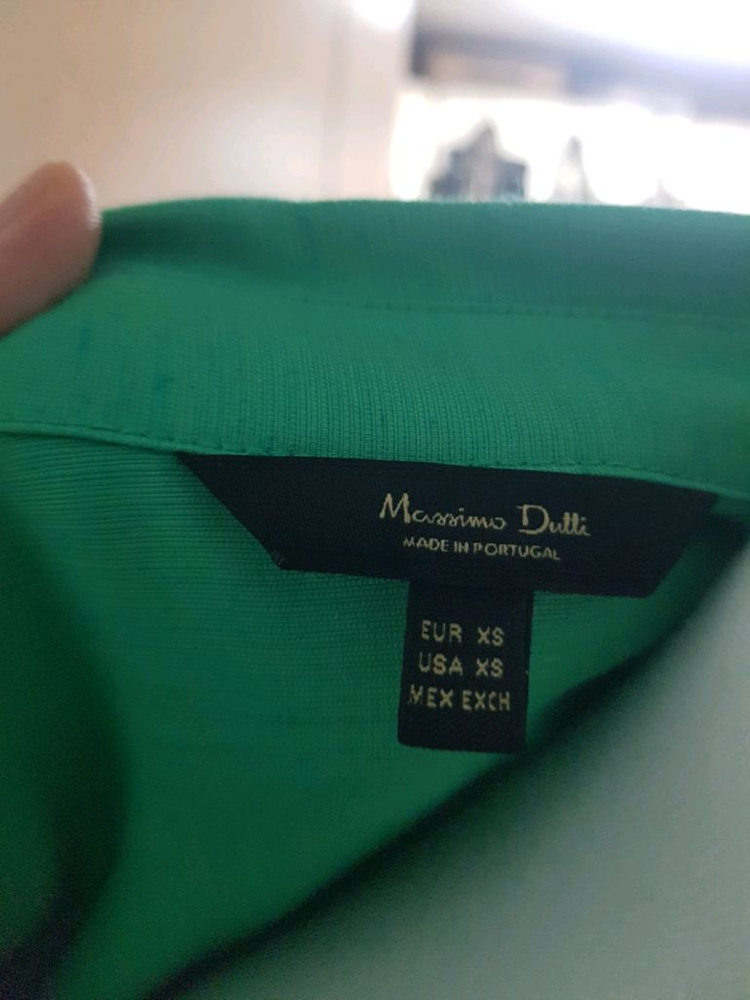 Massimo Dutti
MADE IN PORTUGAL
EUR XS
USA XS
MEX EXCH